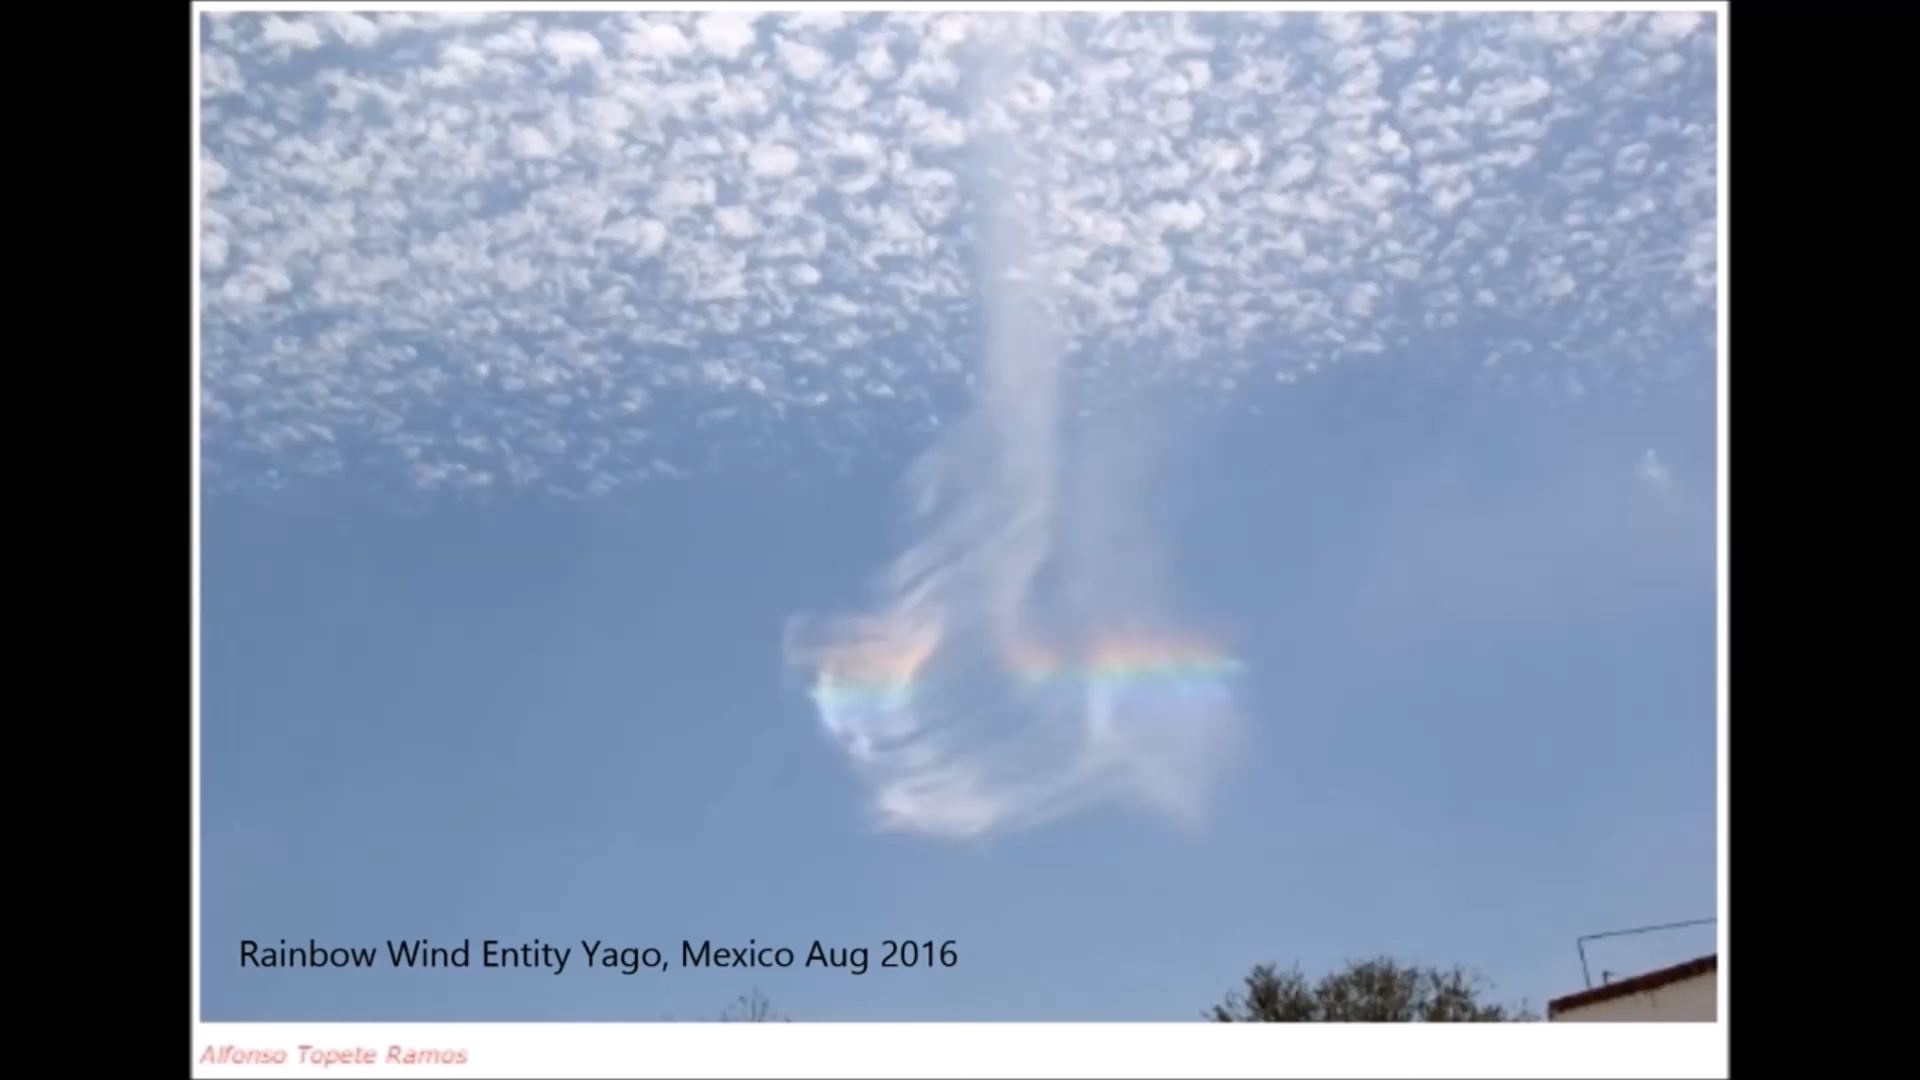 Rainbow Wind Entity Yago, Mexico Aug 2016
Alfonso Topete Ramos